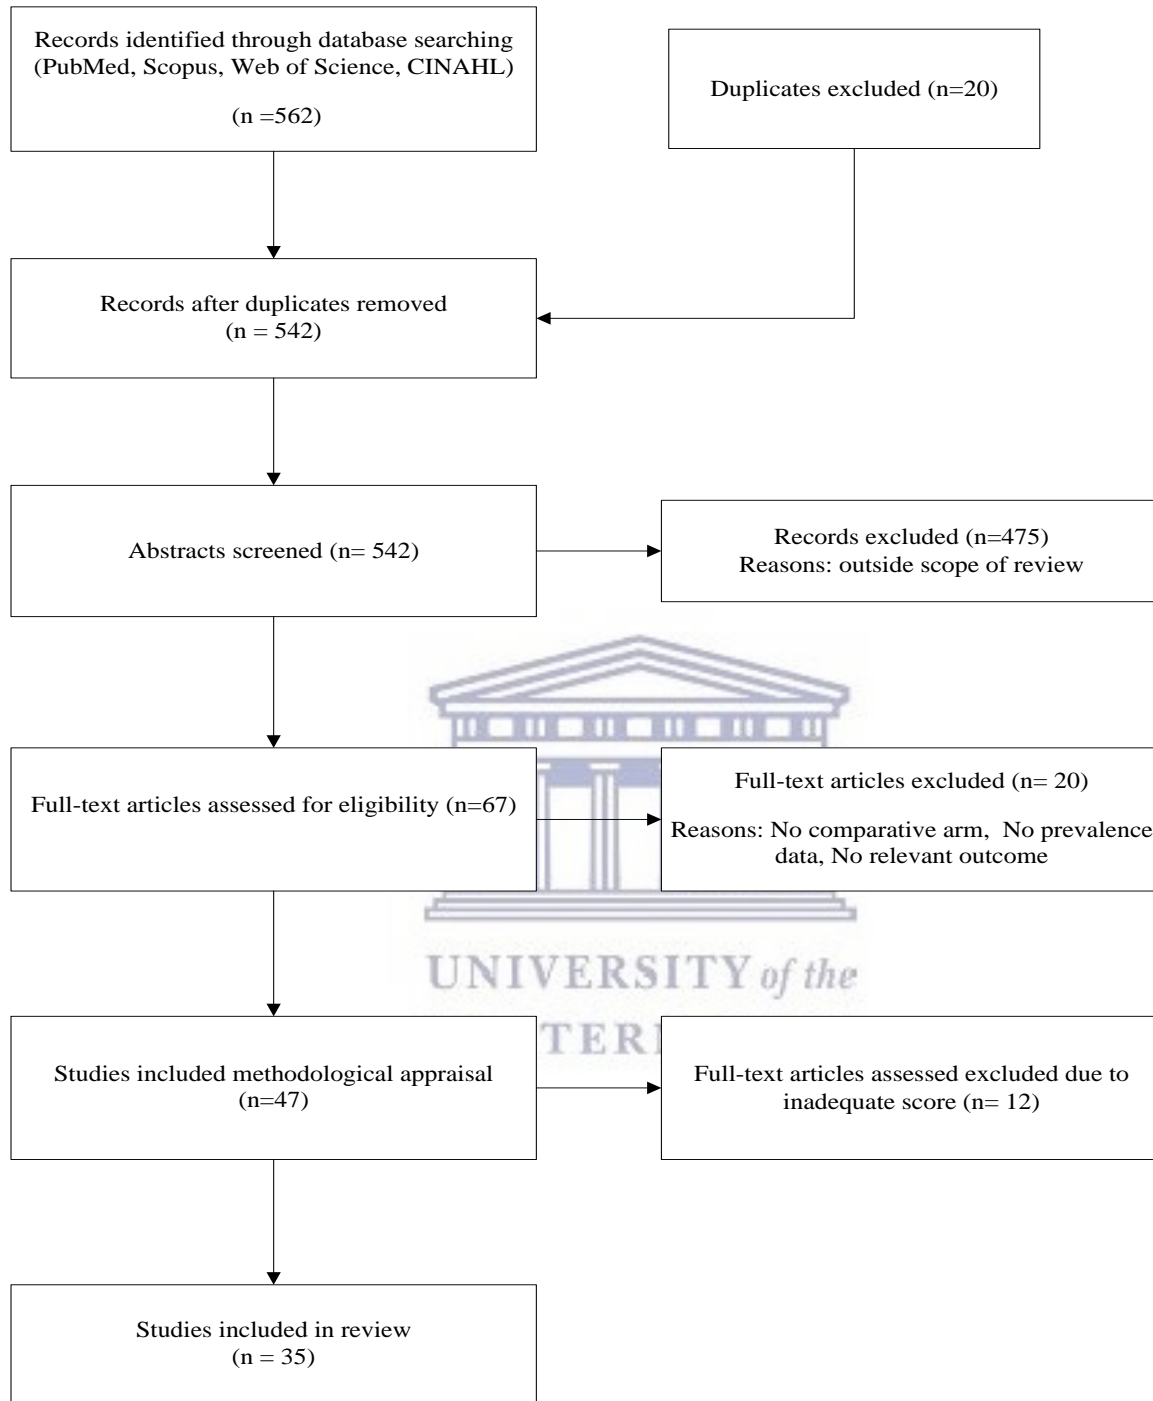 Records identified through database searching
(PubMed, Scopus, Web of Science, CINAHL)
(n =562)
Duplicates excluded (n=20)
Records after duplicates removed
(n = 542)
Abstracts screened (n= 542)
Records excluded (n=475)
Reasons: outside scope of review
Full-text articles assessed for eligibility (n=67)
Full-text articles excluded (n= 20)
Reasons: No comparative arm, No prevalence
data, No relevant outcome
UNIVERSITY of the
TER
Studies included methodological appraisal
(n=47)
Full-text articles assessed excluded due to
inadequate score (n= 12)
Studies included in review
(n = 35)